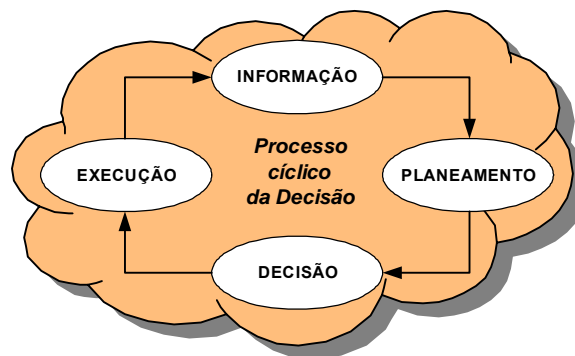 INFORMAÇÃO
Processo
cíclico
da Decisão
EXECUÇÃO
PLANEAMENTO
DECISÃO